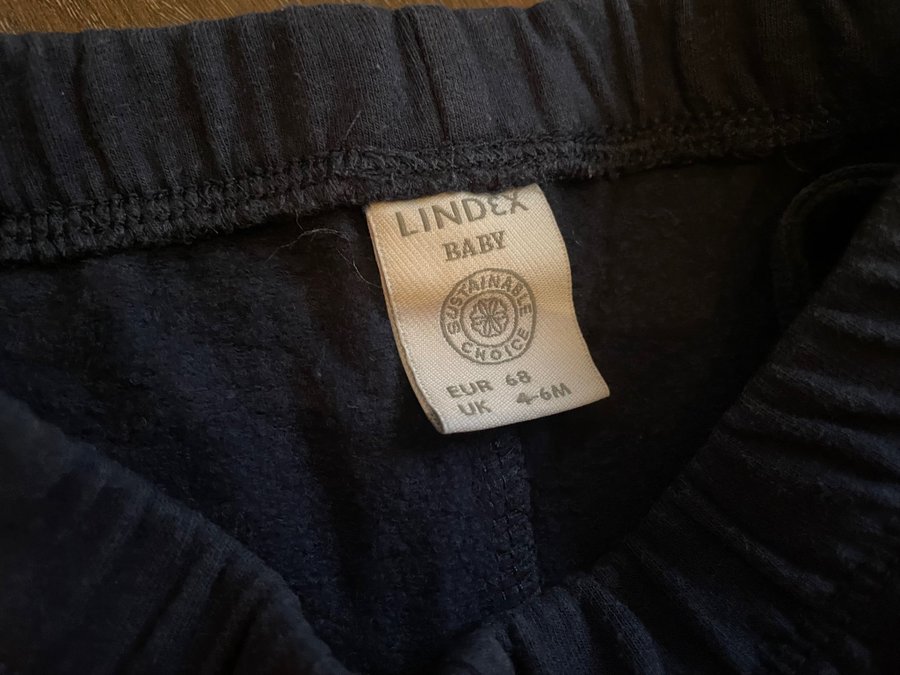 LINDEX
BABY
SUSTAINABLE
CHOICE
EUR 68
UK 4-6M